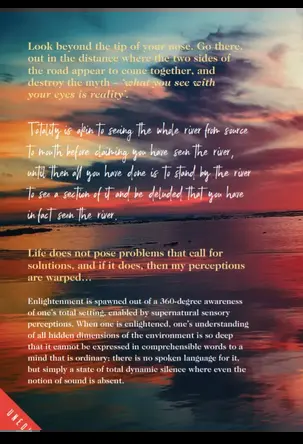 Look beyond the tip of your nose. Go there,
out in the distance where the two sides of
the road appear to come together, and
destroy the myth – ‘what you see with
your eyes is reality’.
Totality is akin to seeing the whole river from source
to mouth before claiming you have seen the river,
until then all you have done is to stand by the river
to see a section of it and be deluded that you have
in fact seen the river.
Life does not pose problems that call for
solutions, and if it does, then my perceptions
are warped…
Enlightenment is spawned out of a 360-degree awareness
of one’s total setting, enabled by supernatural sensory
perceptions. When one is enlightened, one’s understanding
of all hidden dimensions of the environment is so deep
that it cannot be expressed in comprehensible words to a
mind that is ordinary; there is no spoken language for it,
but simply a state of total dynamic silence where even the
notion of sound is absent.